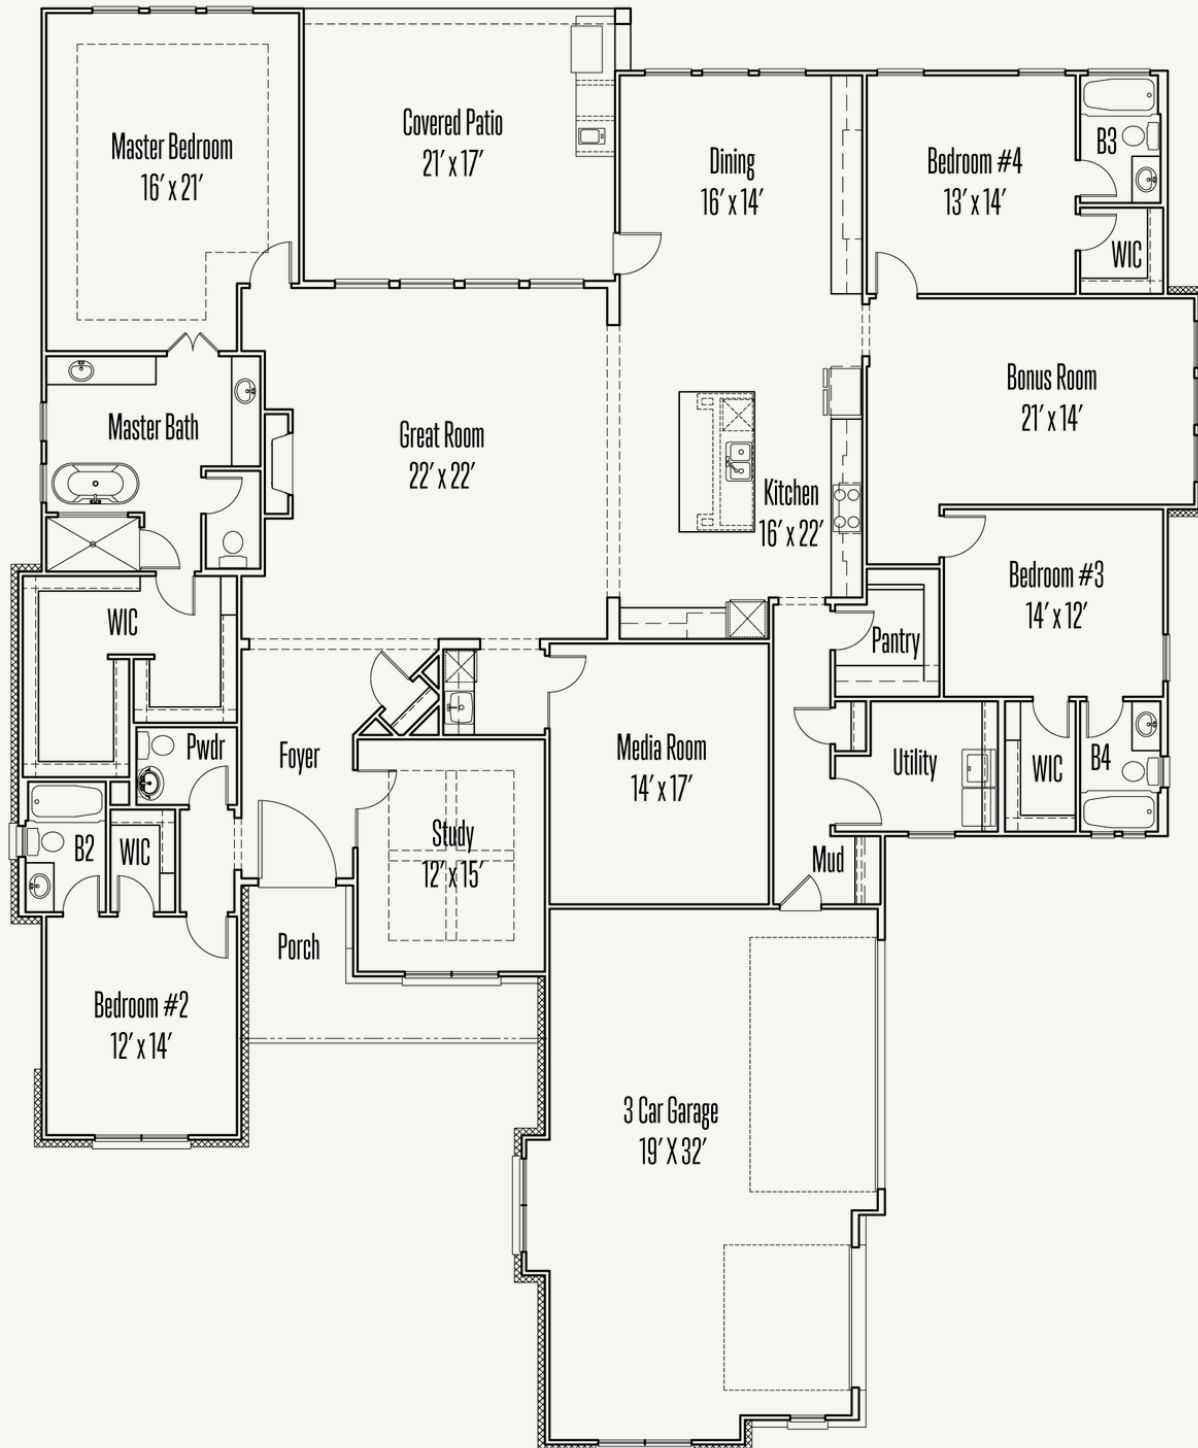 Master Bedroom
16' x 21'
Covered Patio
21' x 17'
Dining
16' x 14'
Bedroom #4
13' x 14'
B3
WIC
Master Bath
Great Room
22' x 22'
Kitchen
16' x 22'
Bonus Room
21' x 14'
Bedroom #3
14' x 12'
WIC
Pantry
Pwdr
Foyer
Media Room
14' x 17'
Utility
WIC
B4
B2
WIC
Study
12' x 15'
Mud
Porch
Bedroom #2
12' x 14'
3 Car Garage
19' X 32'